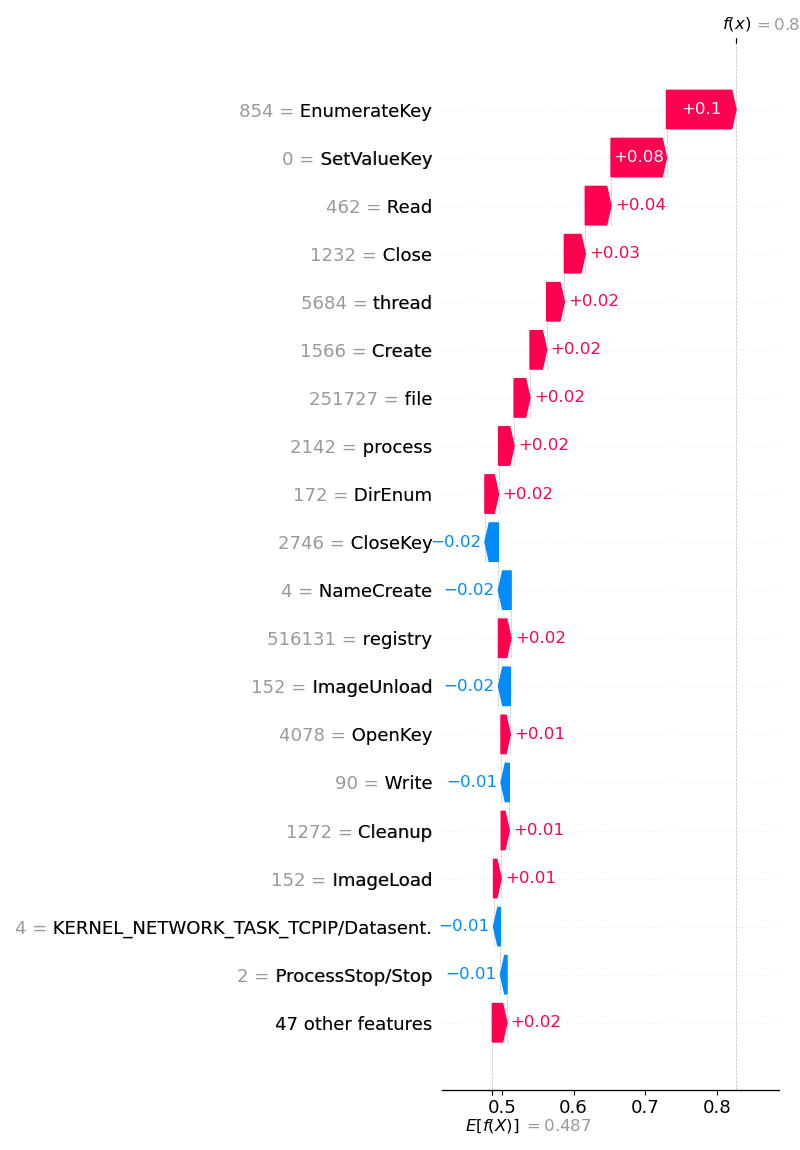 f(x) = 0.8
854 = EnumerateKey +0.1
0 = SetValueKey +0.08
462 = Read +0.04
1232 = Close +0.03
5684 = thread +0.02
1566 = Create +0.02
251727 = file +0.02
2142 = process +0.02
172 = DirEnum +0.02
2746 = CloseKey −0.02
4 = NameCreate −0.02
516131 = registry +0.02
152 = ImageUnload −0.02
4078 = OpenKey +0.01
90 = Write −0.01
1272 = Cleanup +0.01
152 = ImageLoad +0.01
4 = KERNEL_NETWORK_TASK_TCPIP/Datasent. −0.01
2 = ProcessStop/Stop −0.01
47 other features +0.02
0.5 0.6 0.7 0.8
E[f(X)] = 0.487